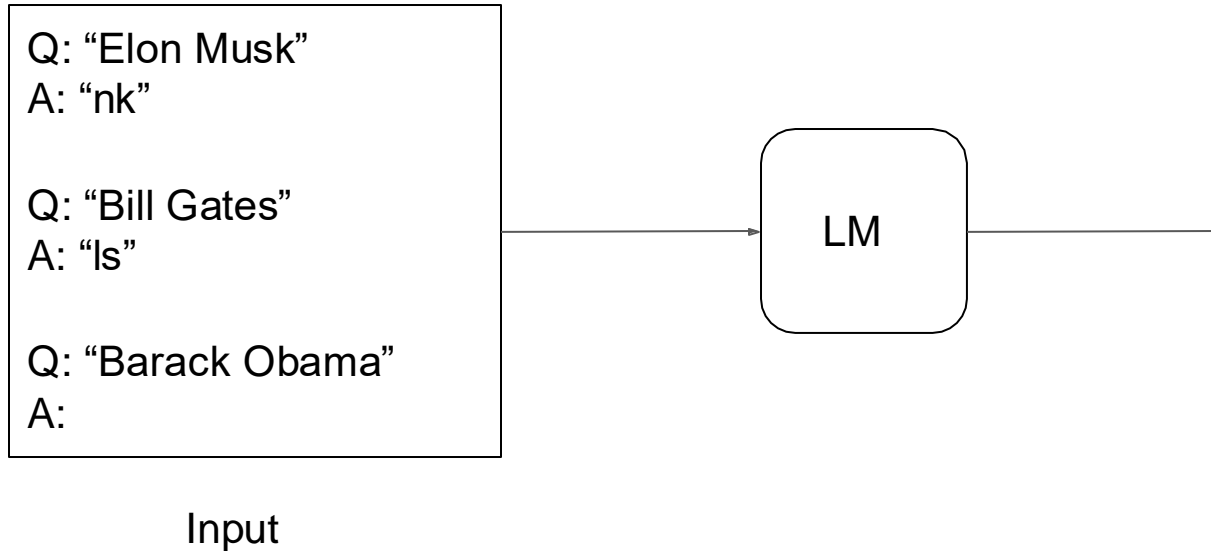 Q: “Elon Musk”
A: “nk”
Q: “Bill Gates”
A: “ls”
Q: “Barack Obama”
A:
LM
Input